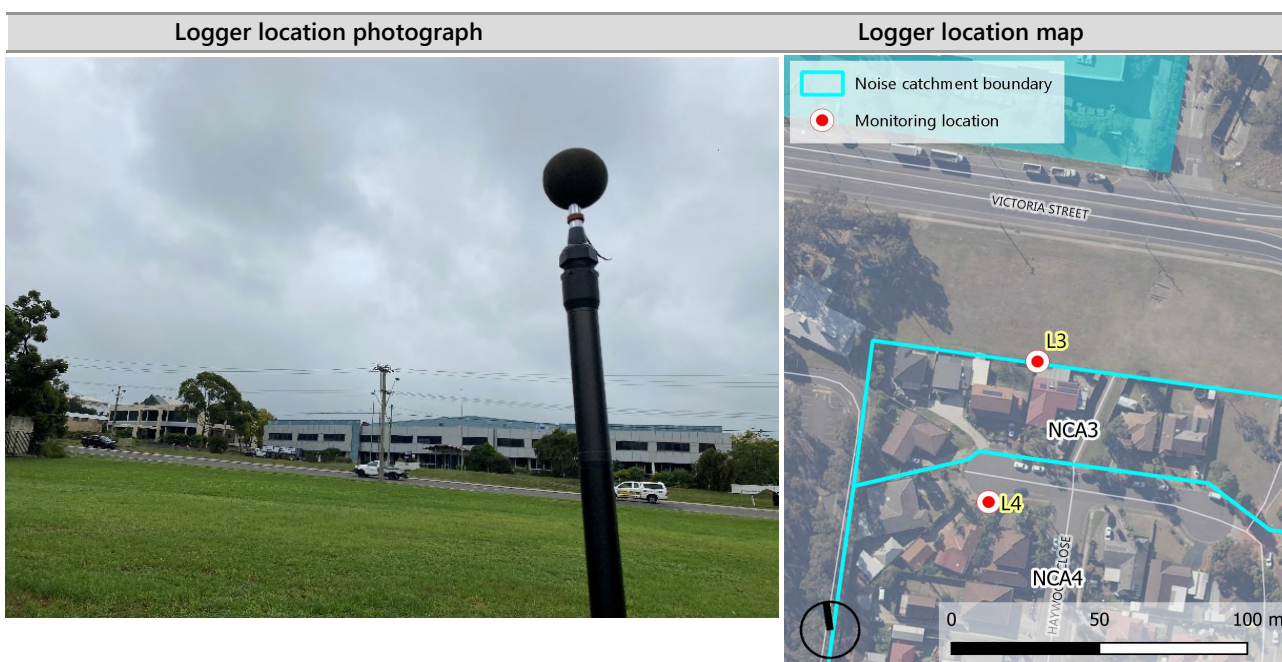 Logger location photograph
Logger location map
Noise catchment boundary
Monitoring location
VICTORIA STREET
L3
NCA3
L4
NCA4
HAYWOOD CLOSE
0 50 100 m